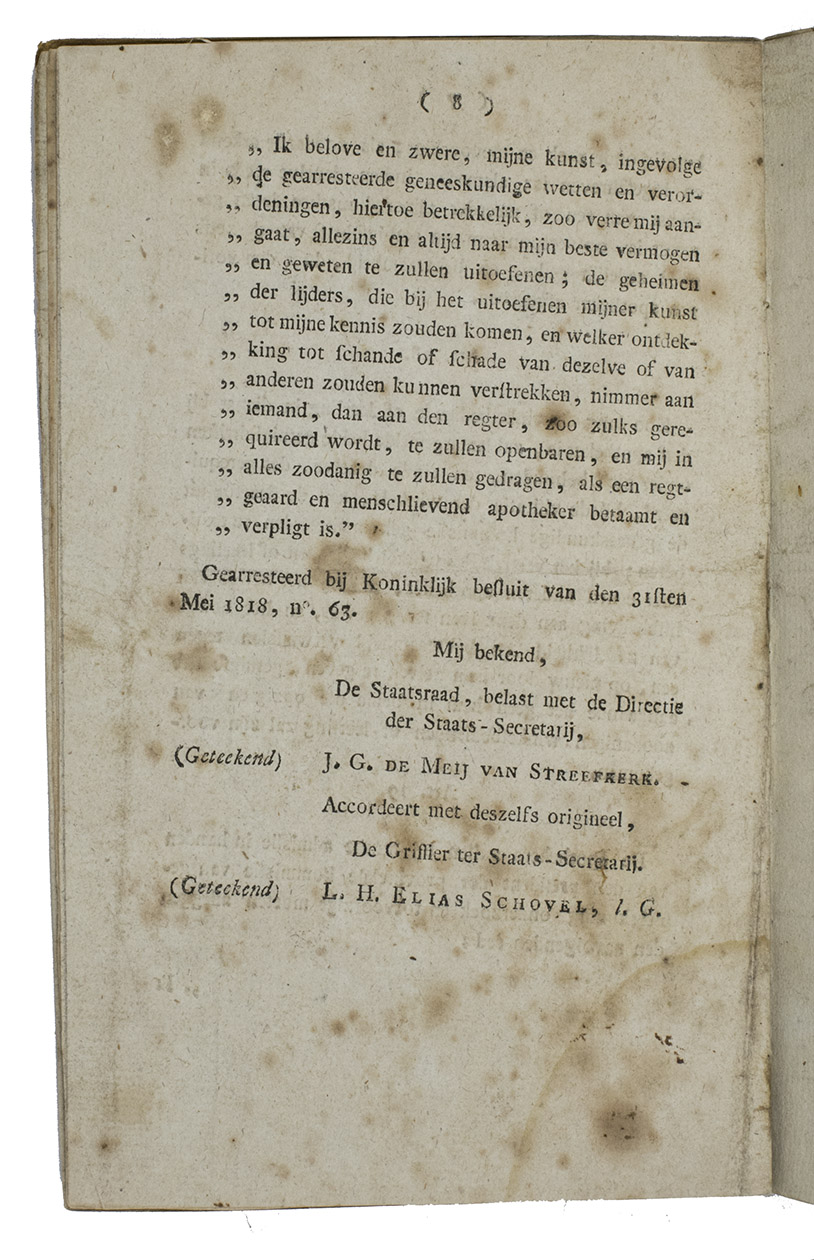 ( 8 )
„ Ik belove en zwere, mijne kunst, ingevolge
„ de gearresteerde geneeskundige wetten en veror-
„ deningen, hiertoe betrekkelijk, zoo verre mij aan-
„ gaat, allezins en altijd naar mijn beste vermogen
„ en geweten te zullen uitoefenen; de geheimen
„ der lijders, die bij het uitoefenen mijner kunst
„ tot mijne kennis zouden komen, en welker ontdek-
„ king tot ſchande of ſchade van dezelve of van
„ anderen zouden kunnen verſtrekken, nimmer aan
„ iemand, dan aan den regter, zoo zulks gere-
„ quireerd wordt, te zullen openbaren, en mij in
„ alles zoodanig te zullen gedragen, als een regt-
„ geaard en menschlievend apotheker betaamt en
„ verpligt is.”
Gearresteerd bij Koninklijk beſluit van den 31ſten
Mei 1818, nº. 63.
Mij bekend,
De Staatsraad, belast met de Directie
der Staats-Secretarij,
(Geteekend) J. G. DE MEIJ VAN STREEFKERK.
Accordeert met deszelfs origineel,
De Griffier ter Staats-Secretarij.
(Geteekend) L. H. ELIAS SCHOVEL, l. G.